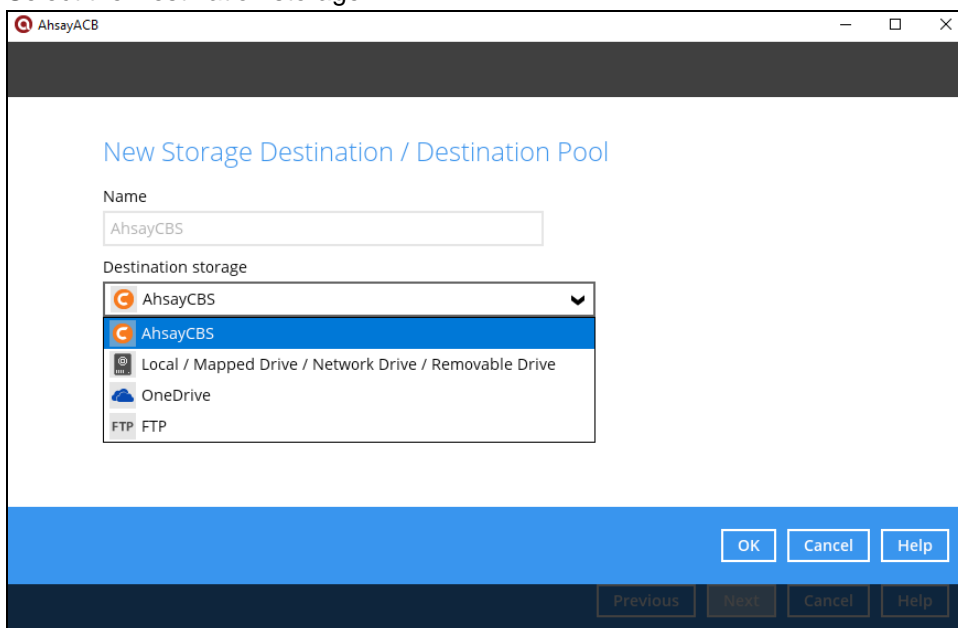 AhsayACB
New Storage Destination / Destination Pool
Name
AhsayCBS
Destination storage
AhsayCBS
AhsayCBS
Local / Mapped Drive / Network Drive / Removable Drive
OneDrive
FTP FTP
OK Cancel Help
Previous Next Cancel Help